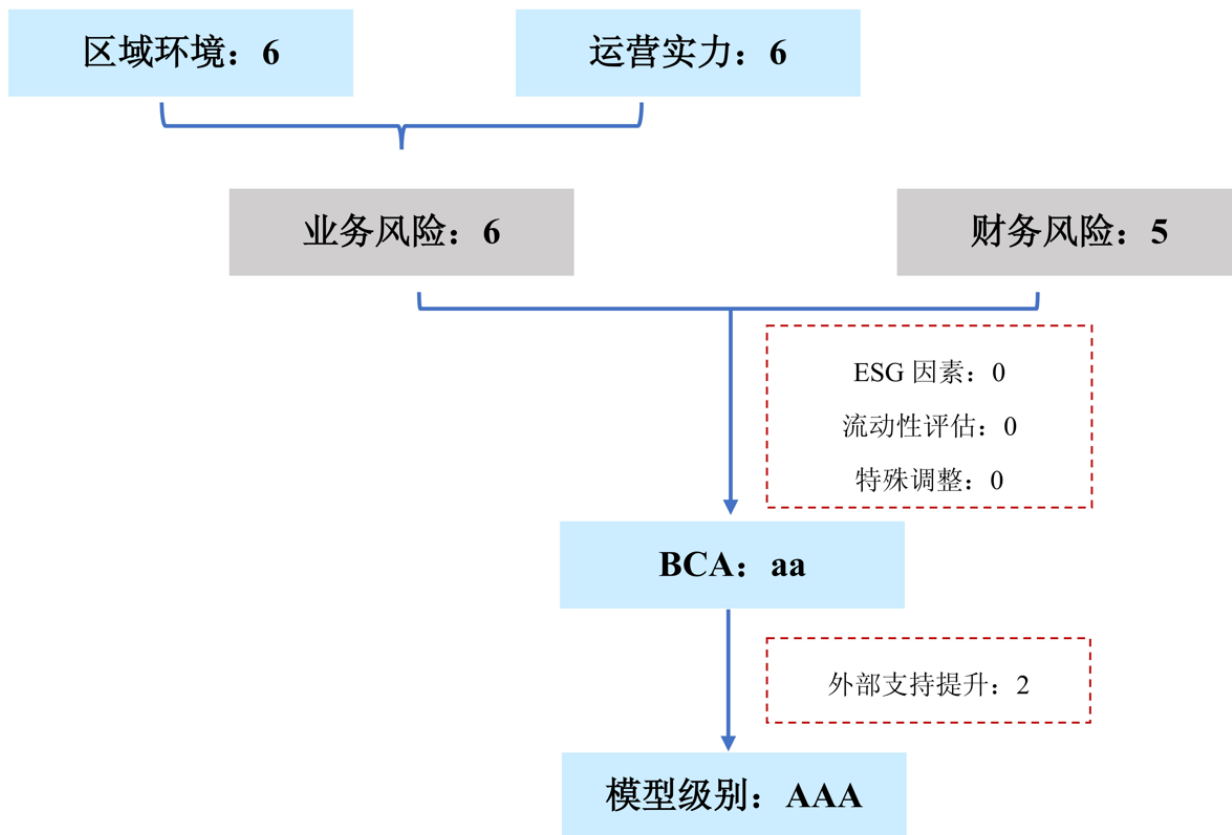 区域环境：6
运营实力：6
业务风险：6
财务风险：5
ESG 因素：0
流动性评估：0
特殊调整：0
BCA：aa
外部支持提升：2
模型级别：AAA